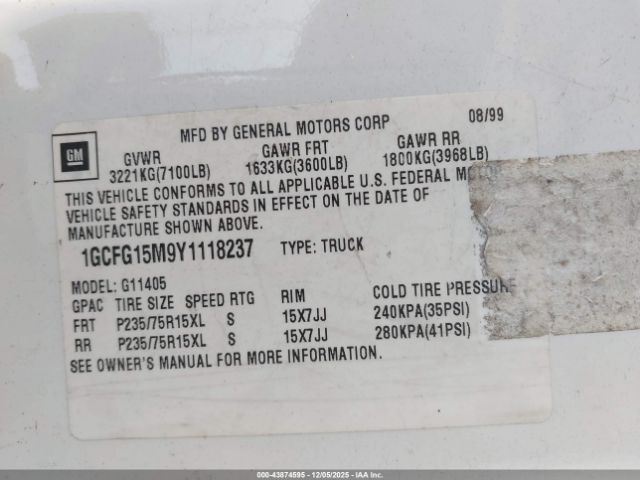 MFD BY GENERAL MOTORS CORP 08/99
GM
GVWR GAWR FRT GAWR RR
3221KG(7100LB) 1633KG(3600LB) 1800KG(3968LB)
THIS VEHICLE CONFORMS TO ALL APPLICABLE U.S. FEDERAL
VEHICLE SAFETY STANDARDS IN EFFECT ON THE DATE OF
MANUFACTURE SHOWN ABOVE.
1GCFG15M9Y1118237 TYPE: TRUCK
MODEL: G11405
GPAC TIRE SIZE SPEED RTG RIM COLD TIRE PRESSURE
FRT P235/75R15XL S 15X7JJ 240KPA(35PSI)
RR P235/75R15XL S 15X7JJ 280KPA(41PSI)
SEE OWNER'S MANUAL FOR MORE INFORMATION.
000-43874595 - 12/05/2025 - IAAI.COM